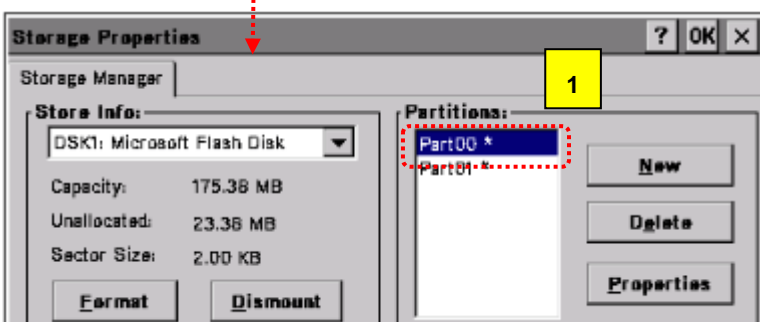 Storage Properties ? OK ×
Storage Manager
1
Store Info:
DSK1: Microsoft Flash Disk
Capacity: 175.38 MB
Unallocated: 23.38 MB
Sector Size: 2.00 KB
Format Dismount
Partitions:
Part00 *
Part01 *
New
Delete
Properties